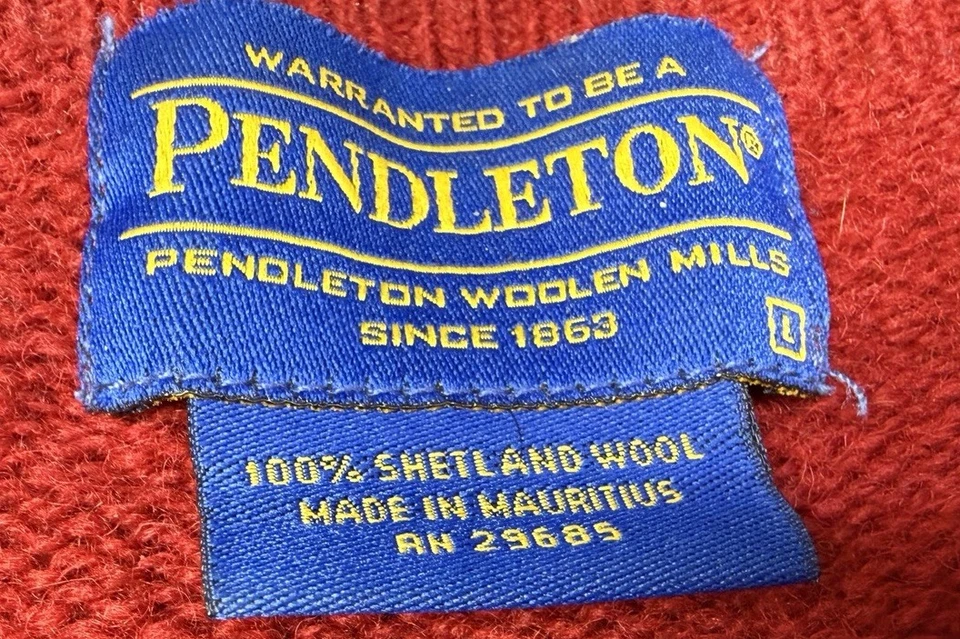 WARRANTED TO BE A
PENDLETON®
PENDLETON WOOLEN MILLS
SINCE 1863
L
100% SHETLAND WOOL
MADE IN MAURITIUS
RN 29685